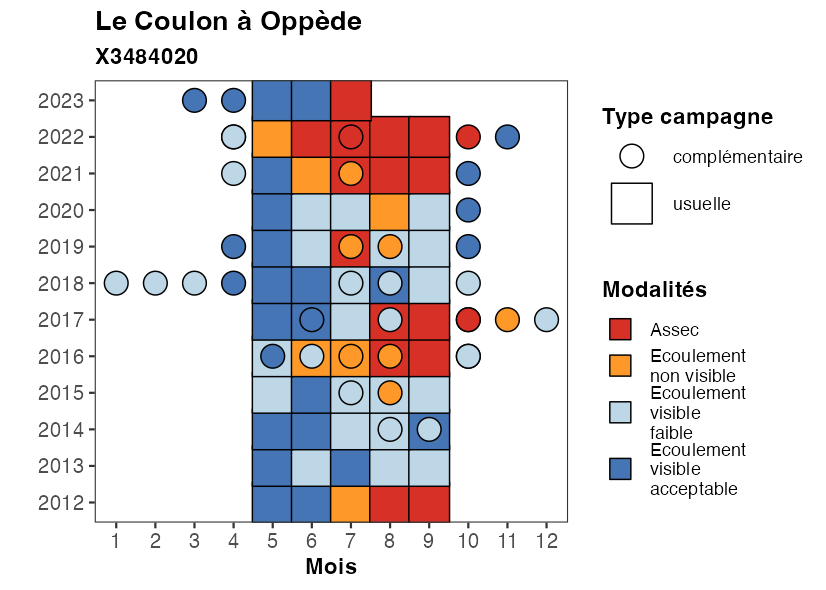 Le Coulon à Oppède
X3484020
2023
2022
2021
2020
2019
2018
2017
2016
2015
2014
2013
2012
1 2 3 4 5 6 7 8 9 10 11 12
Mois
Type campagne
complémentaire
usuelle
Modalités
Assec
Ecoulement
non visible
Ecoulement
visible
faible
Ecoulement
visible
acceptable